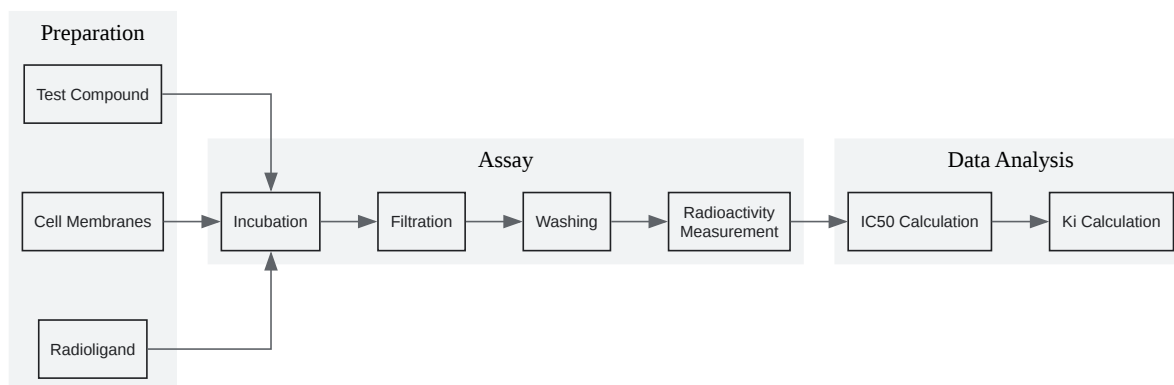 Preparation
Test Compound
Cell Membranes
Radioligand
Assay
Incubation
Filtration
Washing
Radioactivity
Measurement
Data Analysis
IC50 Calculation
Ki Calculation